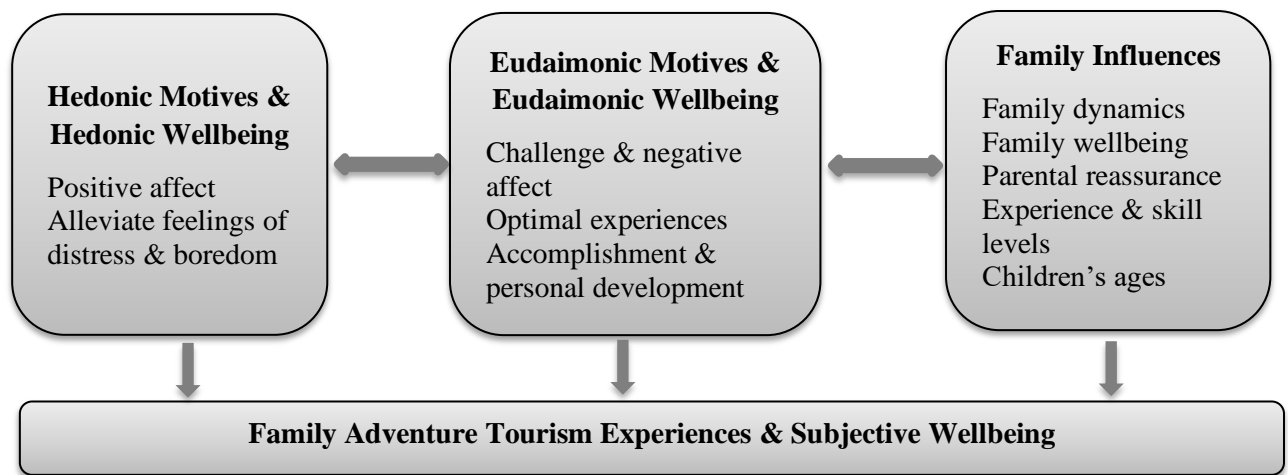 Hedonic Motives &
Hedonic Wellbeing
Positive affect
Alleviate feelings of
distress & boredom
Eudaimonic Motives &
Eudaimonic Wellbeing
Challenge & negative
affect
Optimal experiences
Accomplishment &
personal development
Family Influences
Family dynamics
Family wellbeing
Parental reassurance
Experience & skill
levels
Children’s ages
Family Adventure Tourism Experiences & Subjective Wellbeing